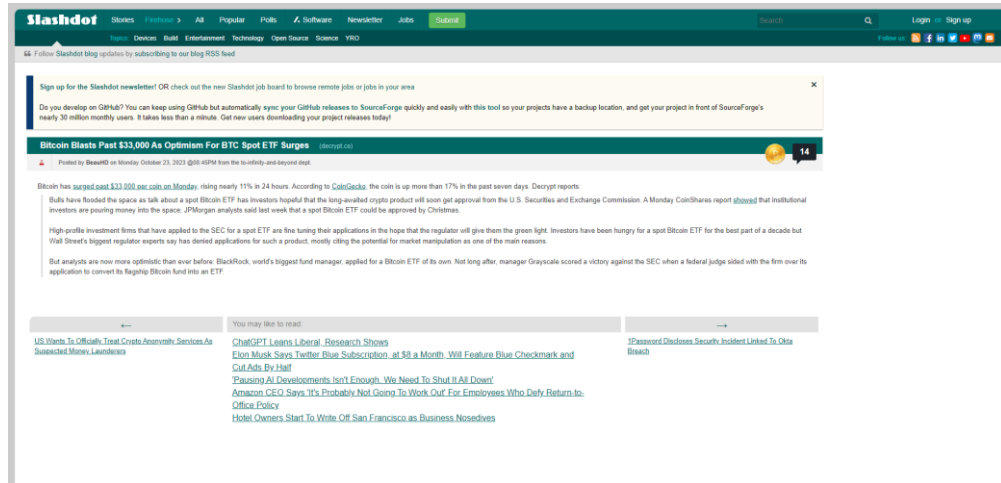 Slashdot Stories Firehose > All Popular Polls Software Newsletter Jobs Submit Search Login or Sign up
Topics: Devices Build Entertainment Technology Open Source Science YRO Follow us:
Follow Slashdot blog updates by subscribing to our blog RSS feed
Sign up for the Slashdot newsletter! OR check out the new Slashdot job board to browse remote jobs or jobs in your area ×
Do you develop on GitHub? You can keep using GitHub but automatically sync your GitHub releases to SourceForge quickly and easily with this tool so your projects have a backup location, and get your project in front of SourceForge's
nearly 30 million monthly users. It takes less than a minute. Get new users downloading your project releases today!
Bitcoin Blasts Past $33,000 As Optimism For BTC Spot ETF Surges (decrypt.co) 14
Posted by BeauHD on Monday October 23, 2023 @08:45PM from the to-infinity-and-beyond dept.
Bitcoin has surged past $33,000 per coin on Monday, rising nearly 11% in 24 hours. According to CoinGecko, the coin is up more than 17% in the past seven days. Decrypt reports:
Bulls have flooded the space as talk about a spot Bitcoin ETF has investors hopeful that the long-awaited crypto product will soon get approval from the U.S. Securities and Exchange Commission. A Monday CoinShares report showed that institutional
investors are pouring money into the space; JPMorgan analysts said last week that a spot Bitcoin ETF could be approved by Christmas.
High-profile investment firms that have applied to the SEC for a spot ETF are fine tuning their applications in the hope that the regulator will give them the green light. Investors have been hungry for a spot Bitcoin ETF for the best part of a decade but
Wall Street's biggest regulator experts say has denied applications for such a product, mostly citing the potential for market manipulation as one of the main reasons.
But analysts are now more optimistic than ever before: BlackRock, world's biggest fund manager, applied for a Bitcoin ETF of its own. Not long after, manager Grayscale scored a victory against the SEC when a federal judge sided with the firm over its
application to convert its flagship Bitcoin fund into an ETF.
← You may like to read: →
US Wants To Officially Treat Crypto Anonymity Services As
Suspected Money Launderers
ChatGPT Leans Liberal, Research Shows
Elon Musk Says Twitter Blue Subscription, at $8 a Month, Will Feature Blue Checkmark and
Cut Ads By Half
'Pausing AI Developments Isn't Enough. We Need To Shut It All Down'
Amazon CEO Says 'It's Probably Not Going To Work Out' For Employees Who Defy Return-to-
Office Policy
Hotel Owners Start To Write Off San Francisco as Business Nosedives
1Password Discloses Security Incident Linked To Okta
Breach